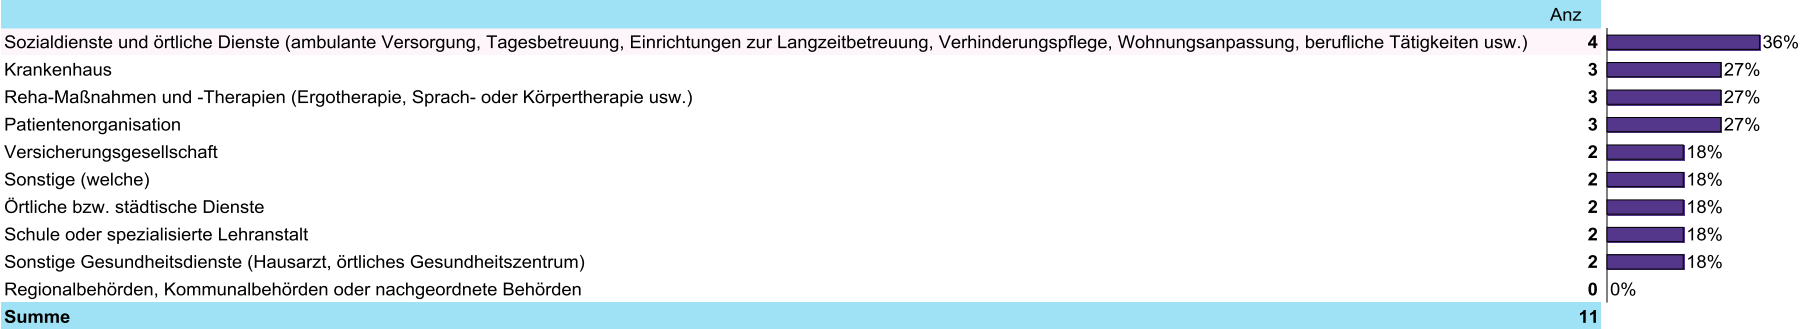 Anz
Sozialdienste und örtliche Dienste (ambulante Versorgung, Tagesbetreuung, Einrichtungen zur Langzeitbetreuung, Verhinderungspflege, Wohnungsanpassung, berufliche Tätigkeiten usw.) 4 36%
Krankenhaus 3 27%
Reha-Maßnahmen und -Therapien (Ergotherapie, Sprach- oder Körpertherapie usw.) 3 27%
Patientenorganisation 3 27%
Versicherungsgesellschaft 2 18%
Sonstige (welche) 2 18%
Örtliche bzw. städtische Dienste 2 18%
Schule oder spezialisierte Lehranstalt 2 18%
Sonstige Gesundheitsdienste (Hausarzt, örtliches Gesundheitszentrum) 2 18%
Regionalbehörden, Kommunalbehörden oder nachgeordnete Behörden 0 0%
Summe 11